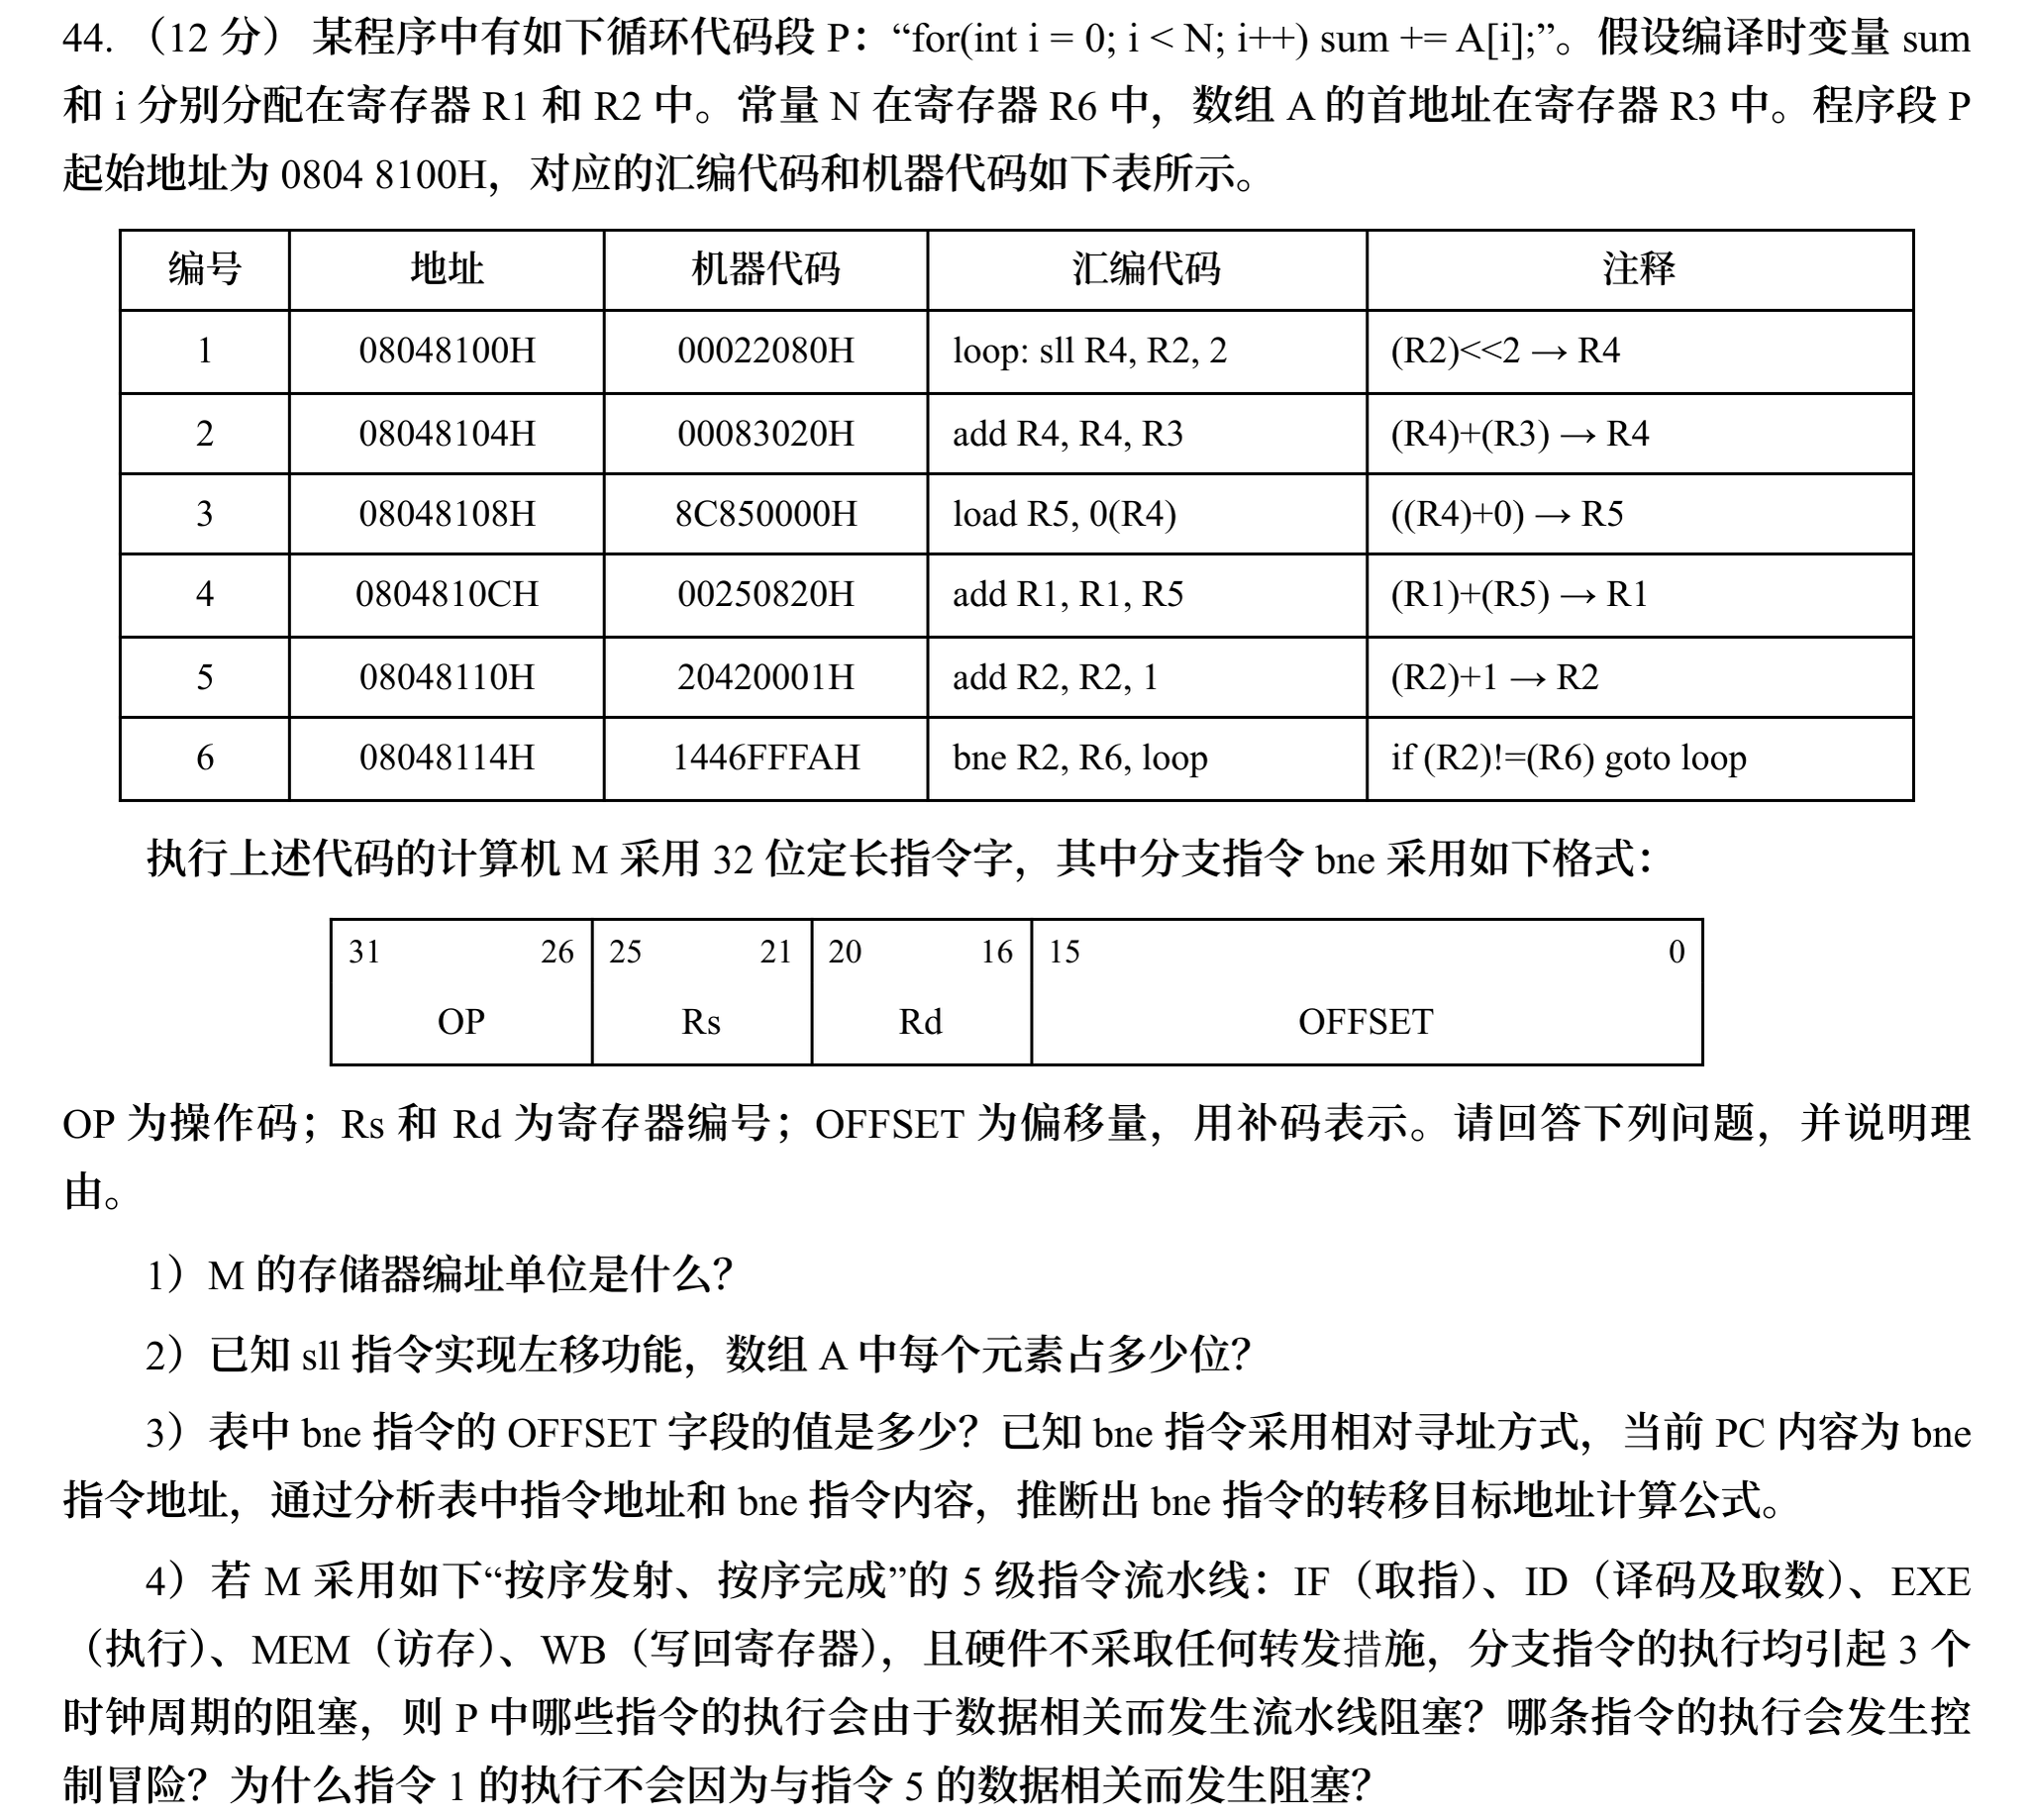 44. （12 分） 某程序中有如下循环代码段 P：“for(int i = 0; i < N; i++) sum += A[i];”。假设编译时变量 sum
和 i 分别分配在寄存器 R1 和 R2 中。常量 N 在寄存器 R6 中，数组 A 的首地址在寄存器 R3 中。程序段 P
起始地址为 0804 8100H，对应的汇编代码和机器代码如下表所示。
编号 地址 机器代码 汇编代码 注释
1 08048100H 00022080H loop: sll R4, R2, 2 (R2)<<2 → R4
2 08048104H 00083020H add R4, R4, R3 (R4)+(R3) → R4
3 08048108H 8C850000H load R5, 0(R4) ((R4)+0) → R5
4 0804810CH 00250820H add R1, R1, R5 (R1)+(R5) → R1
5 08048110H 20420001H add R2, R2, 1 (R2)+1 → R2
6 08048114H 1446FFFAH bne R2, R6, loop if (R2)!=(R6) goto loop
执行上述代码的计算机 M 采用 32 位定长指令字，其中分支指令 bne 采用如下格式：
31 26 25 21 20 16 15 0
OP Rs Rd OFFSET
OP 为操作码；Rs 和 Rd 为寄存器编号；OFFSET 为偏移量，用补码表示。请回答下列问题，并说明理
由。
1）M 的存储器编址单位是什么？
2）已知 sll 指令实现左移功能，数组 A 中每个元素占多少位？
3）表中 bne 指令的 OFFSET 字段的值是多少？已知 bne 指令采用相对寻址方式，当前 PC 内容为 bne
指令地址，通过分析表中指令地址和 bne 指令内容，推断出 bne 指令的转移目标地址计算公式。
4）若 M 采用如下“按序发射、按序完成”的 5 级指令流水线：IF（取指）、ID（译码及取数）、EXE
（执行）、MEM（访存）、WB（写回寄存器），且硬件不采取任何转发措施，分支指令的执行均引起 3 个
时钟周期的阻塞，则 P 中哪些指令的执行会由于数据相关而发生流水线阻塞？哪条指令的执行会发生控
制冒险？为什么指令 1 的执行不会因为与指令 5 的数据相关而发生阻塞？